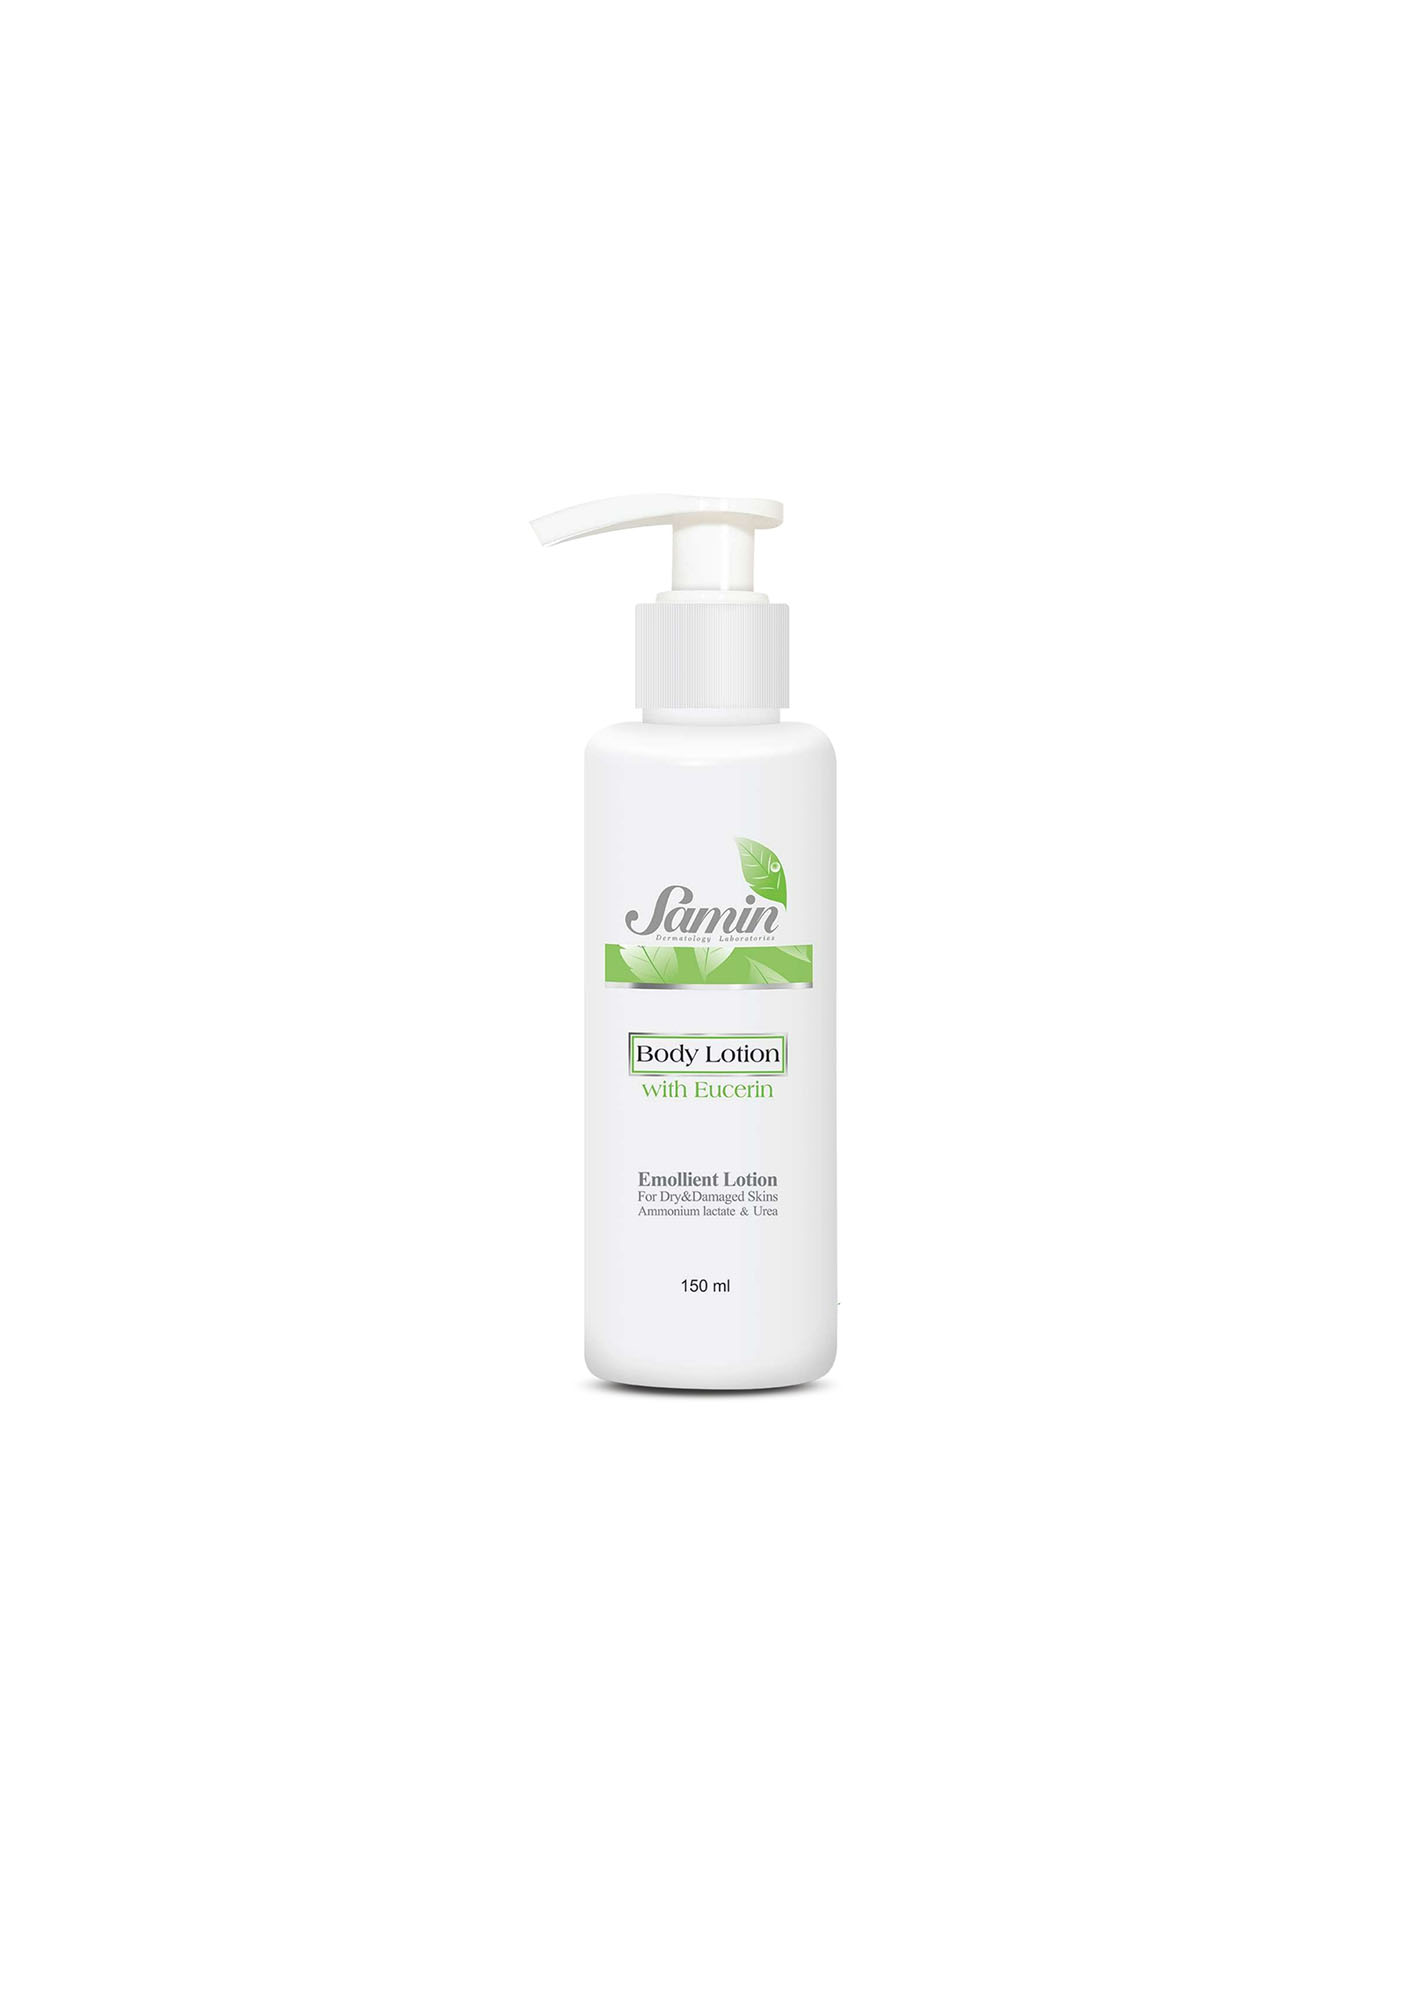 Samin
Dermatology Laboratories
Body Lotion
with Eucerin
Emollient Lotion
For Dry&Damaged Skins
Ammonium lactate & Urea
150 ml